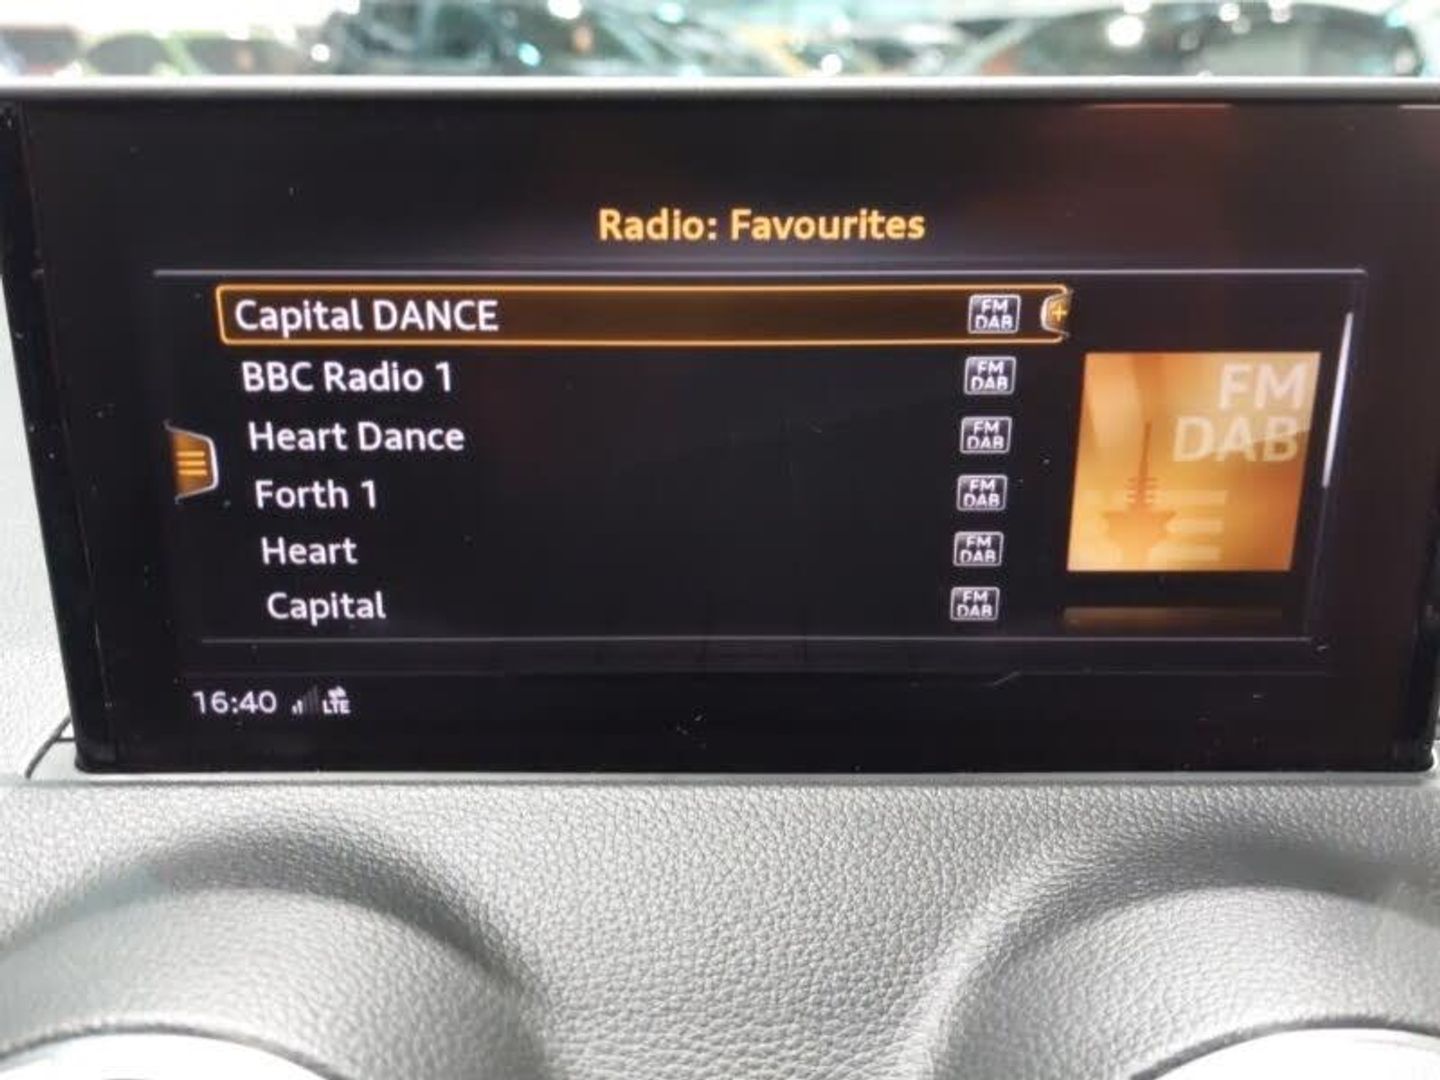 Radio: Favourites
Capital DANCE FM DAB
BBC Radio 1 FM DAB
Heart Dance FM DAB
Forth 1 FM DAB
Heart FM DAB
Capital FM DAB
FM
DAB
16:40 LTE